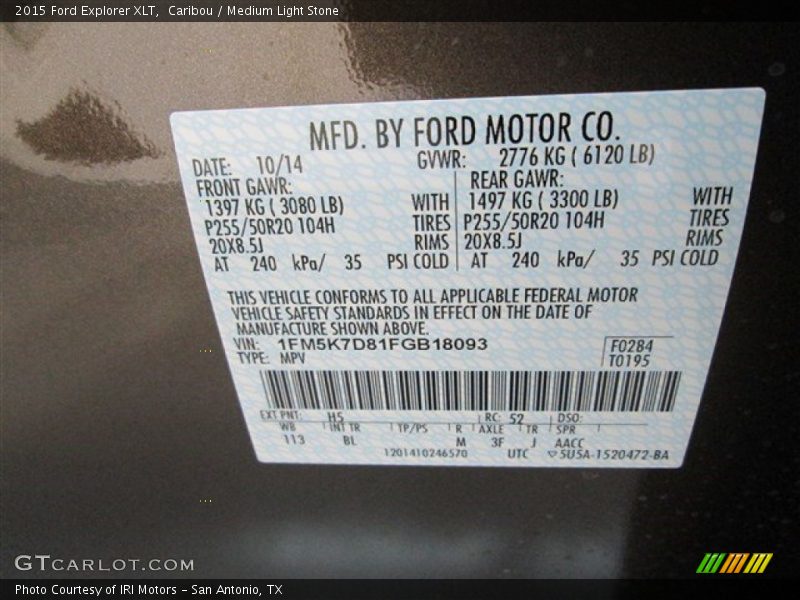 2015 Ford Explorer XLT,  Caribou / Medium Light Stone
MFD. BY FORD MOTOR CO.
DATE: 10/14 GVWR: 2776 KG ( 6120 LB)
FRONT GAWR: REAR GAWR:
1397 KG ( 3080 LB) WITH 1497 KG ( 3300 LB) WITH
P255/50R20 104H TIRES P255/50R20 104H TIRES
20X8.5J RIMS 20X8.5J RIMS
AT 240 kPa/ 35 PSI COLD AT 240 kPa/ 35 PSI COLD
THIS VEHICLE CONFORMS TO ALL APPLICABLE FEDERAL MOTOR
VEHICLE SAFETY STANDARDS IN EFFECT ON THE DATE OF
MANUFACTURE SHOWN ABOVE.
VIN: 1FM5K7D81FGB18093 F0284
TYPE: MPV T0195
EXT PNT: H5 RC: 52 DSO:
WB INT TR TP/PS R AXLE TR SPR
113 BL M 3F J AACC
1201410246570 UTC 5U5A-1520472-BA
GTCARLOT.COM
Photo Courtesy of IRI Motors – San Antonio, TX